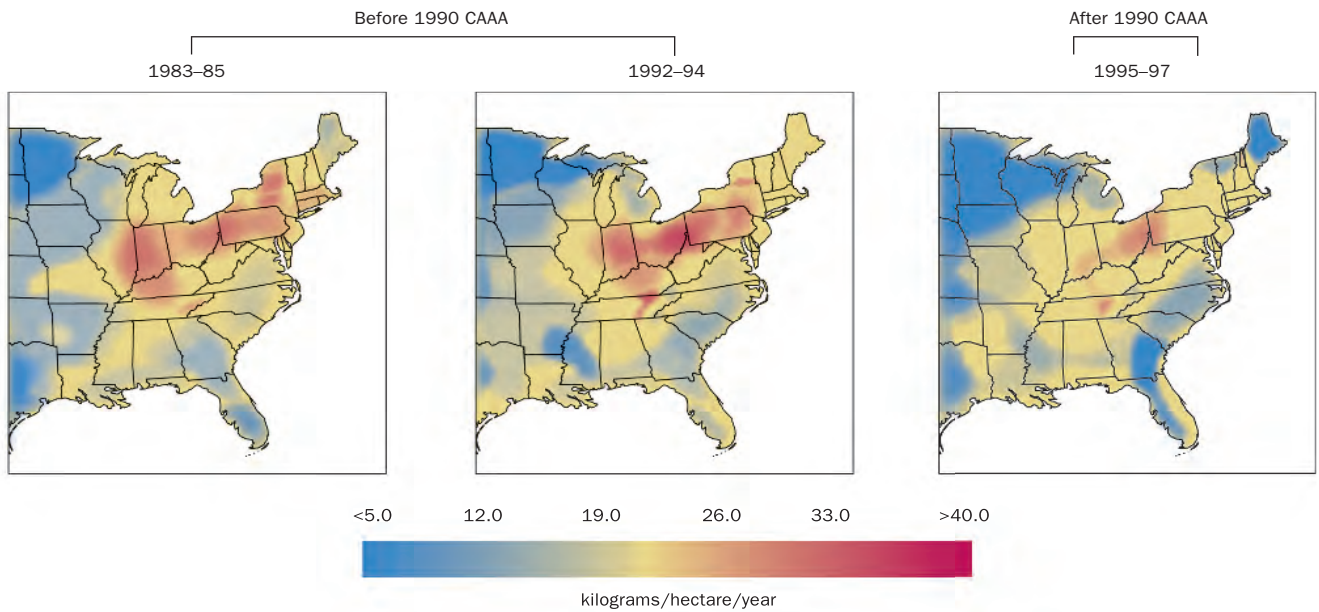 Before 1990 CAAA
After 1990 CAAA
1983–85
1992–94
1995–97
<5.0 12.0 19.0 26.0 33.0 >40.0
kilograms/hectare/year